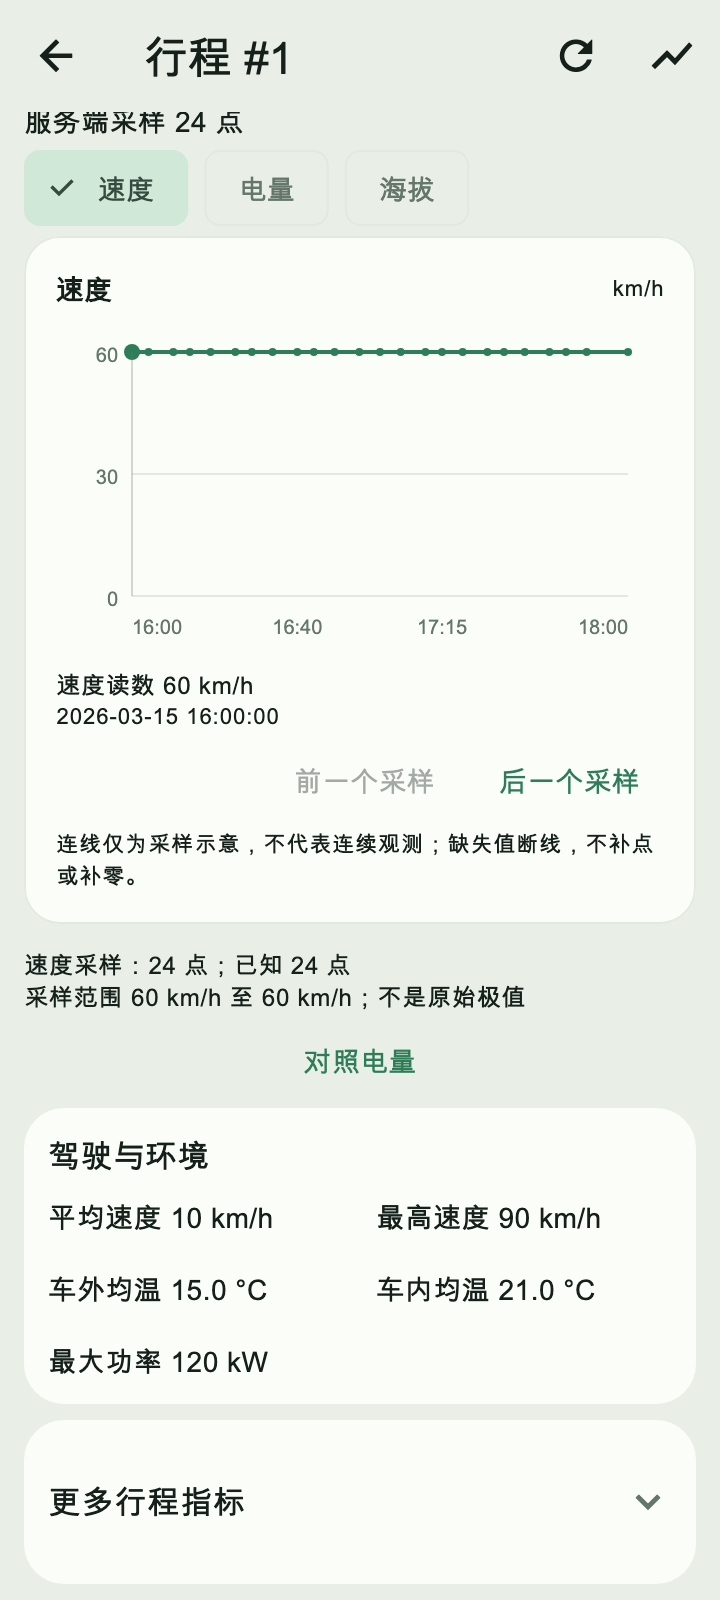 行程 #1
服务端采样 24 点
速度 电量 海拔
速度 km/h
60
30
0
16:00 16:40 17:15 18:00
速度读数 60 km/h
2026-03-15 16:00:00
前一个采样 后一个采样
连线仅为采样示意，不代表连续观测；缺失值断线，不补点
或补零。
速度采样：24 点；已知 24 点
采样范围 60 km/h 至 60 km/h；不是原始极值
对照电量
驾驶与环境
平均速度 10 km/h 最高速度 90 km/h
车外均温 15.0 °C 车内均温 21.0 °C
最大功率 120 kW
更多行程指标